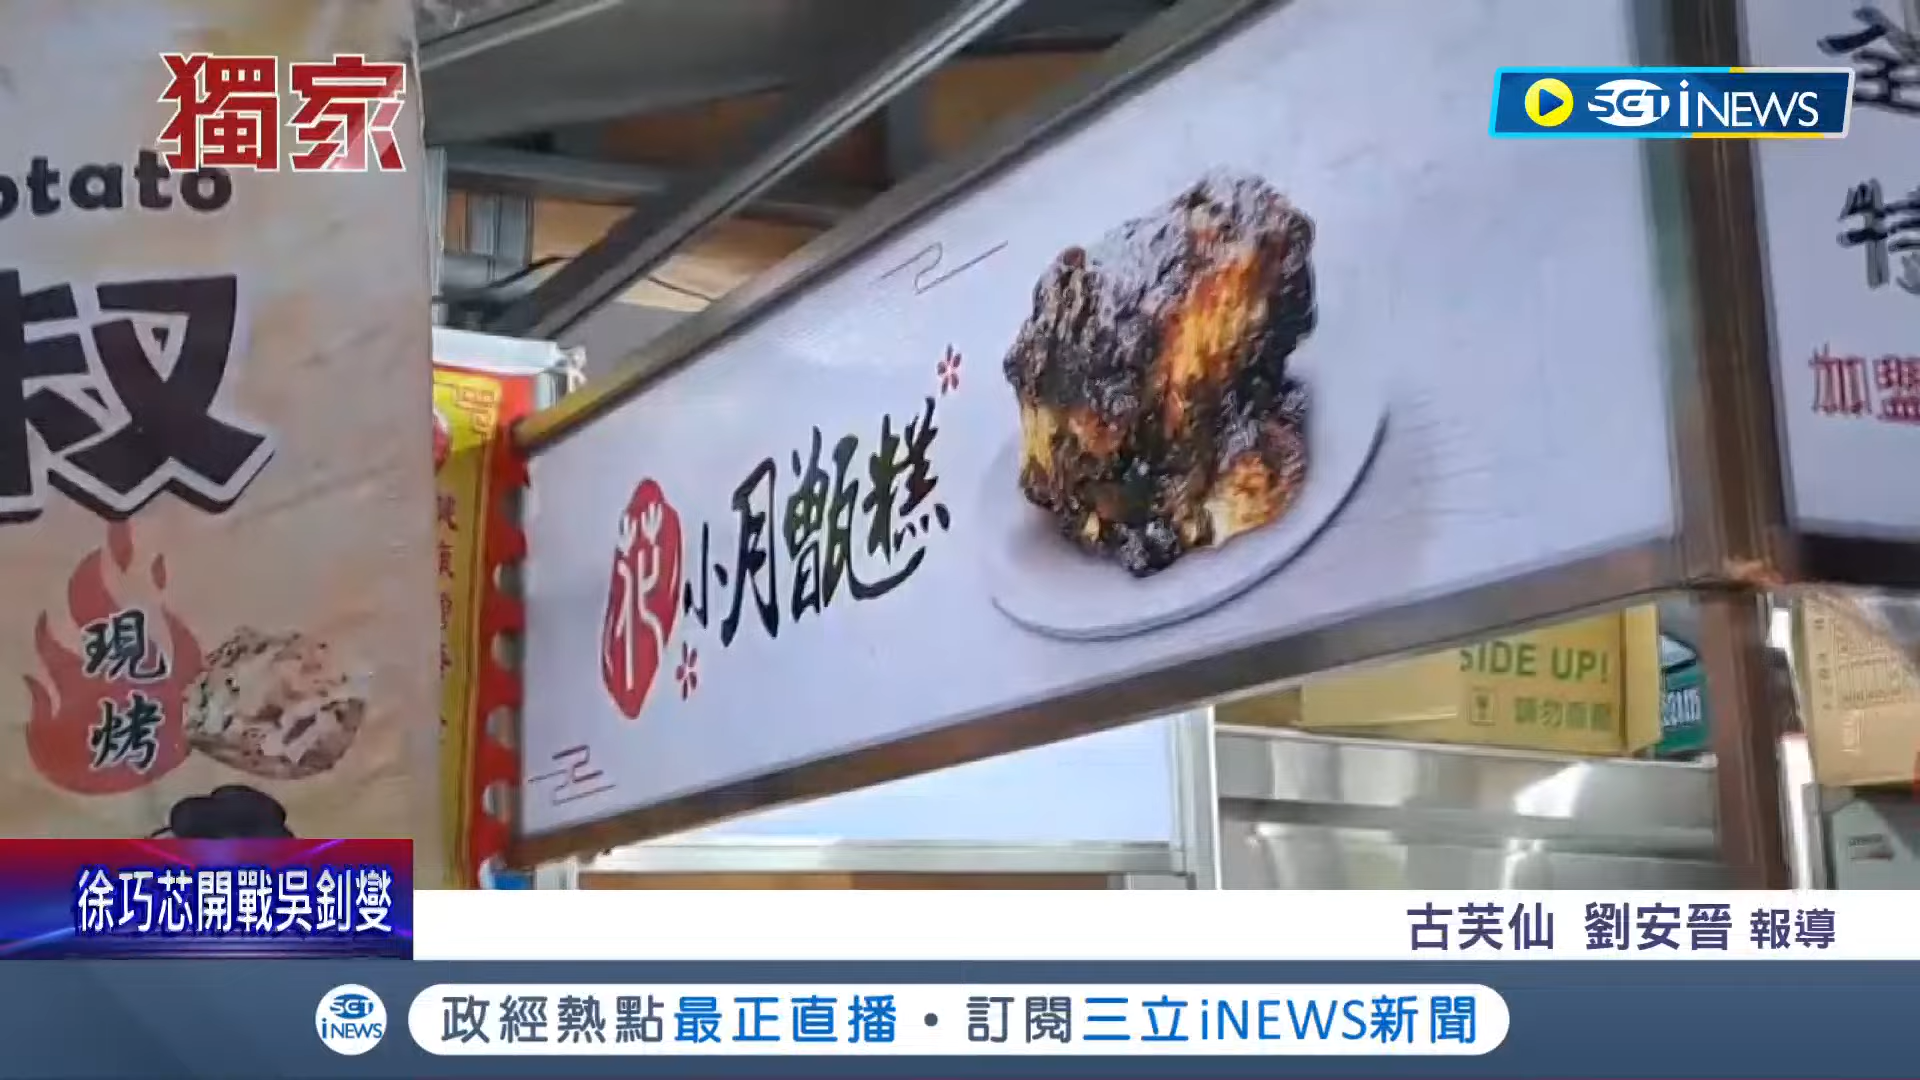 獨家
SET iNEWS
otato
叔
現
烤
花小月甑糕
加盟
SIDE UP!
徐巧芯開戰吳釗燮
古芙仙 劉安晉 報導
SET iNEWS
政經熱點最正直播・訂閱三立iNEWS新聞